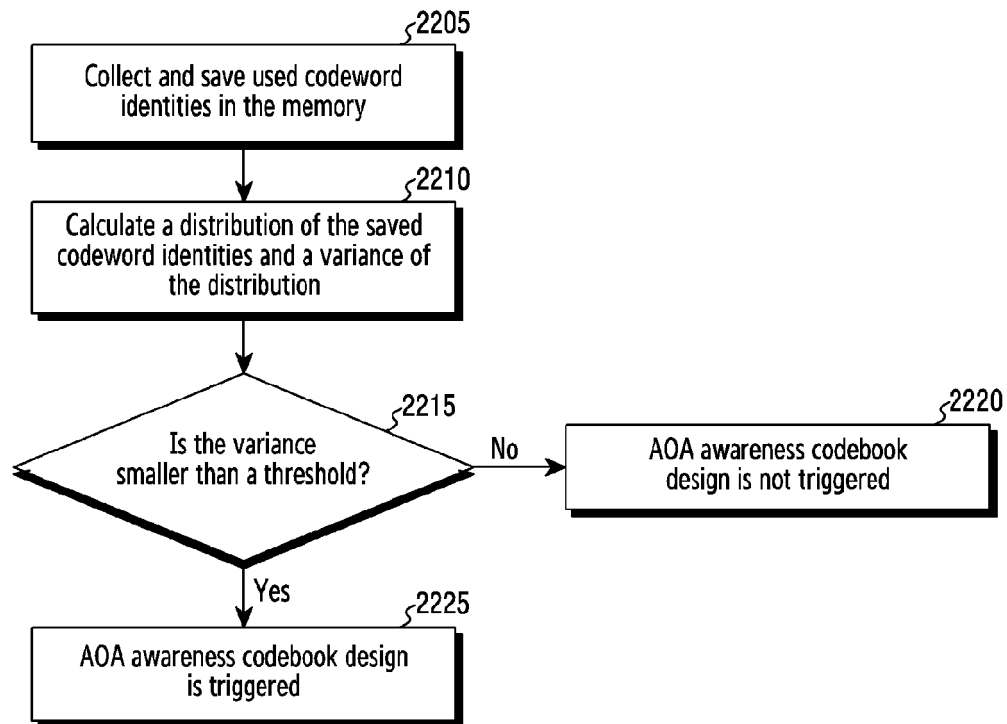 2205
Collect and save used codeword
identities in the memory
2210
Calculate a distribution of the saved
codeword identities and a variance of
the distribution
2215
Is the variance
smaller than a threshold?
No
2220
AOA awareness codebook
design is not triggered
Yes
2225
AOA awareness codebook design
is triggered